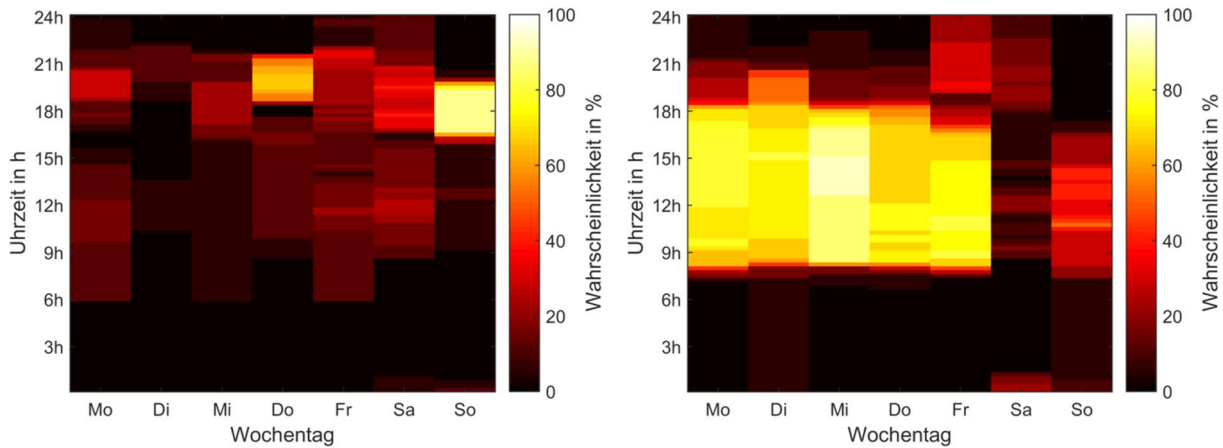 24h
21h
18h
15h
12h
9h
6h
3h
Uhrzeit in h
Mo Di Mi Do Fr Sa So
Wochentag
100
80
60
40
20
0
Wahrscheinlichkeit in %
24h
21h
18h
15h
12h
9h
6h
3h
Uhrzeit in h
Mo Di Mi Do Fr Sa So
Wochentag
100
80
60
40
20
0
Wahrscheinlichkeit in %